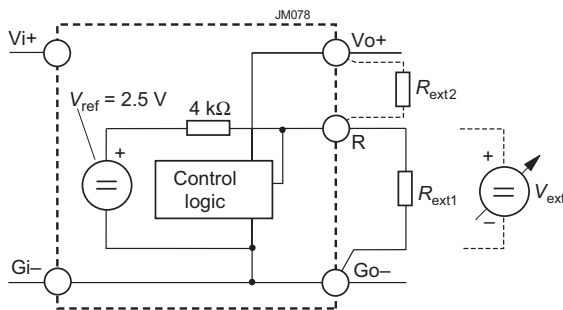 JM078
Vi+
Vo+
Vref = 2.5 V
4 kΩ
Rext2
R
+
Control
logic
Rext1
+
–
Vext
Gi–
Go–